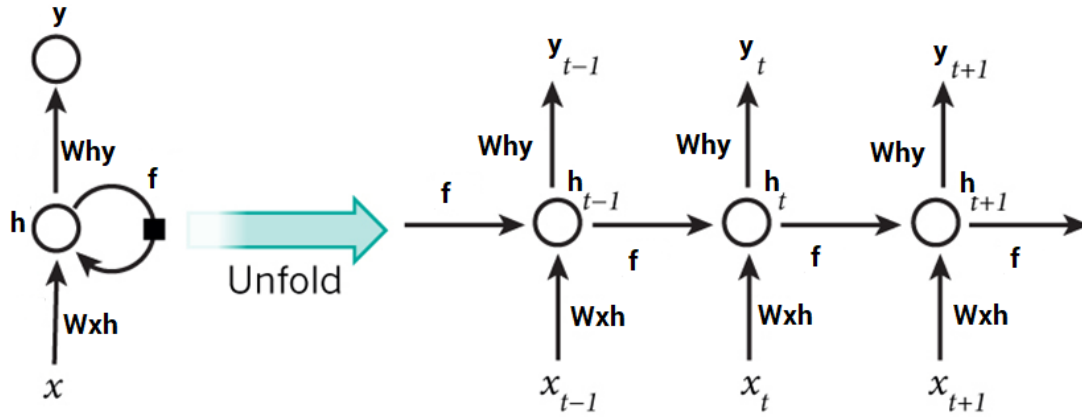 y
Why
f
h
Wxh
x
Unfold
y t−1
y t
y t+1
Why
Why
Why
f
h t−1
h t
h t+1
f
f
f
Wxh
Wxh
Wxh
x t−1
x t
x t+1